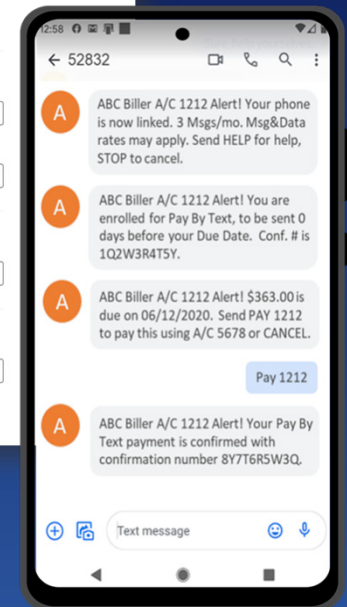 12:58
52832
A
ABC Biller A/C 1212 Alert! Your phone
is now linked. 3 Msgs/mo. Msg&Data
rates may apply. Send HELP for help,
STOP to cancel.
A
ABC Biller A/C 1212 Alert! You are
enrolled for Pay By Text, to be sent 0
days before your Due Date. Conf. # is
1Q2W3R4T5Y.
A
ABC Biller A/C 1212 Alert! $363.00 is
due on 06/12/2020. Send PAY 1212
to pay this using A/C 5678 or CANCEL.
Pay 1212
A
ABC Biller A/C 1212 Alert! Your Pay By
Text payment is confirmed with
confirmation number 8Y7T6R5W3Q.
Text message